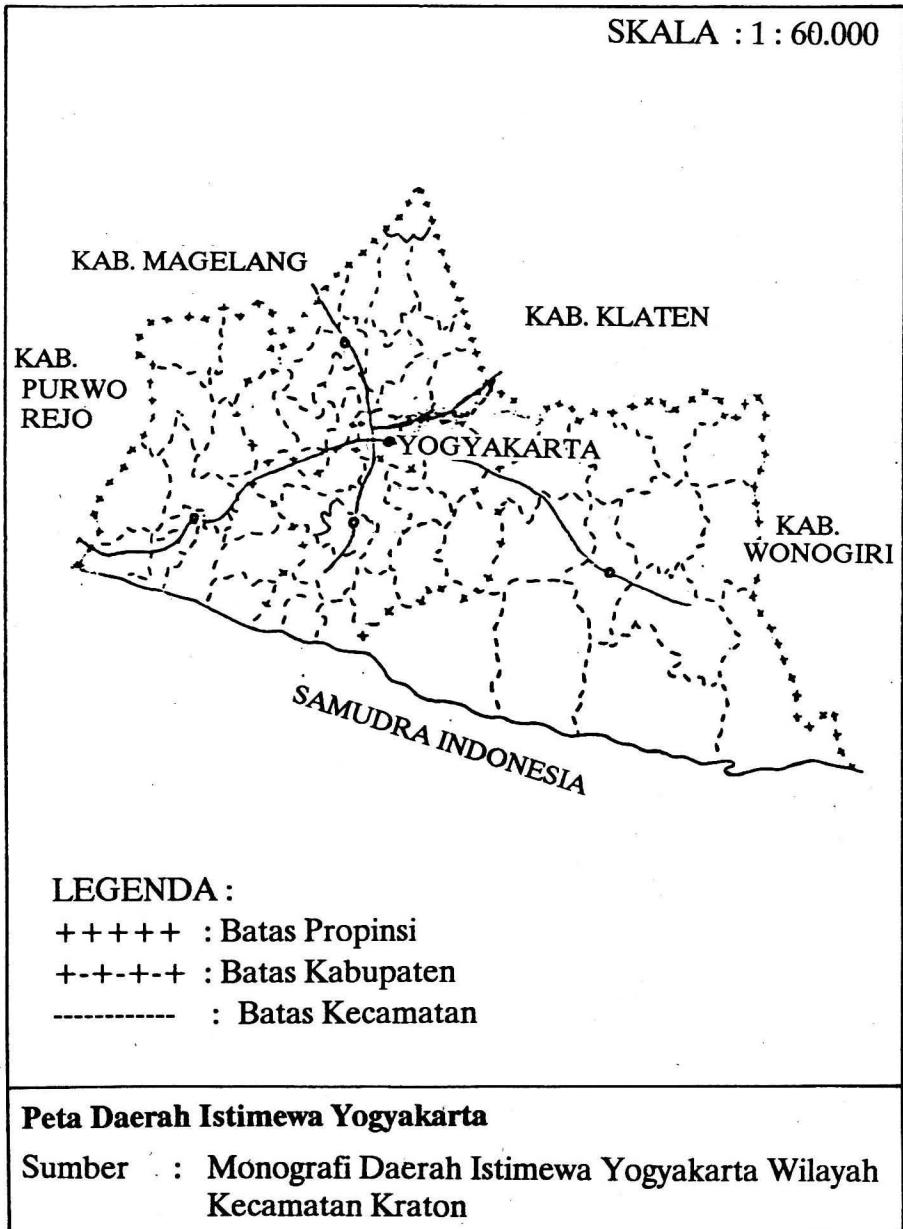 SKALA : 1 : 60.000
KAB. MAGELANG
KAB. KLATEN
KAB.
PURWO
REJO
YOGYAKARTA
KAB.
WONOGIRI
SAMUDRA INDONESIA
LEGENDA :
+ + + + + : Batas Propinsi
+-+-+-+ : Batas Kabupaten
------------ : Batas Kecamatan
Peta Daerah Istimewa Yogyakarta
Sumber : Monografi Daerah Istimewa Yogyakarta Wilayah
Kecamatan Kraton